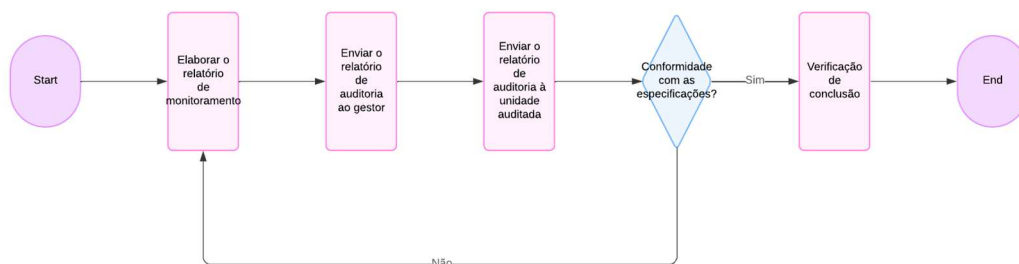 Start
Elaborar o
relatório
de
monitoramento
Enviar o
relatório
de
auditoria
ao gestor
Enviar o
relatório
de
auditoria à
unidade
auditada
Conformidade
com as
especificações?
Sim
Verificação
de
conclusão
End
Não